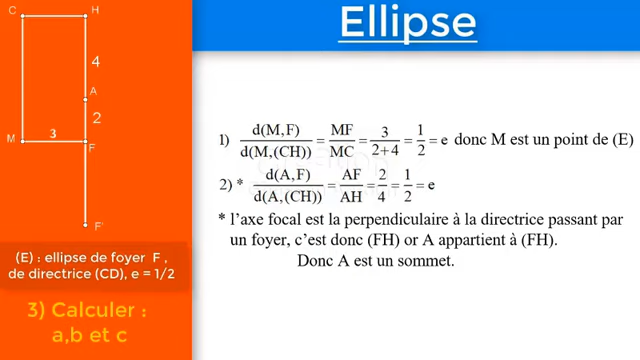 Ellipse
C H
4
A
2
3
M F
F'
(E) : ellipse de foyer F ,
de directrice (CD), e = 1/2
3) Calculer :
a,b et c
1) d(M,F)/d(M,(CH)) = MF/MC = 3/(2+4) = 1/2 = e donc M est un point de (E)
2) * d(A,F)/d(A,(CH)) = AF/AH = 2/4 = 1/2 = e
* l'axe focal est la perpendiculaire à la directrice passant par
un foyer, c'est donc (FH) or A appartient à (FH).
Donc A est un sommet.